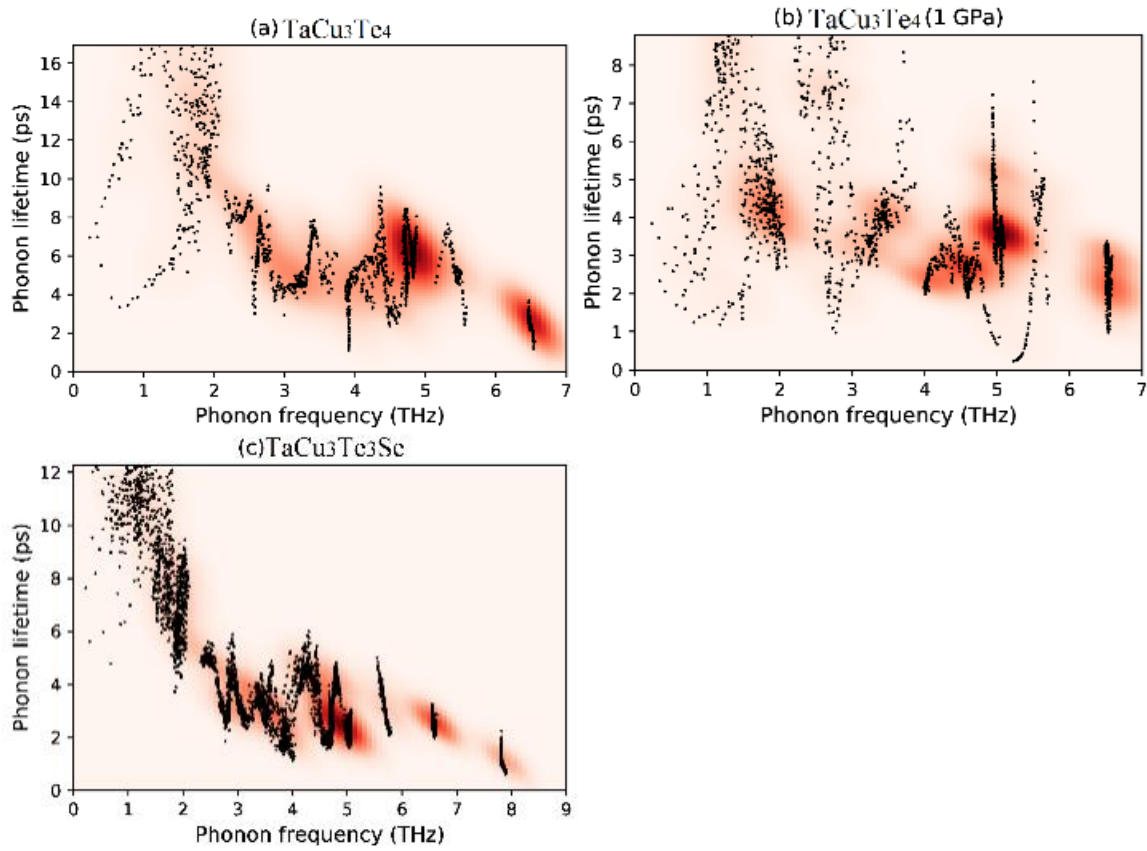 (a) TaCu3Te4
Phonon lifetime (ps)
16
14
12
10
8
6
4
2
0
0 1 2 3 4 5 6 7
Phonon frequency (THz)
(b) TaCu3Te4 (1 GPa)
Phonon lifetime (ps)
8
7
6
5
4
3
2
1
0
0 1 2 3 4 5 6 7
Phonon frequency (THz)
(c) TaCu3Te3Se
Phonon lifetime (ps)
12
10
8
6
4
2
0
0 1 2 3 4 5 6 7 8 9
Phonon frequency (THz)